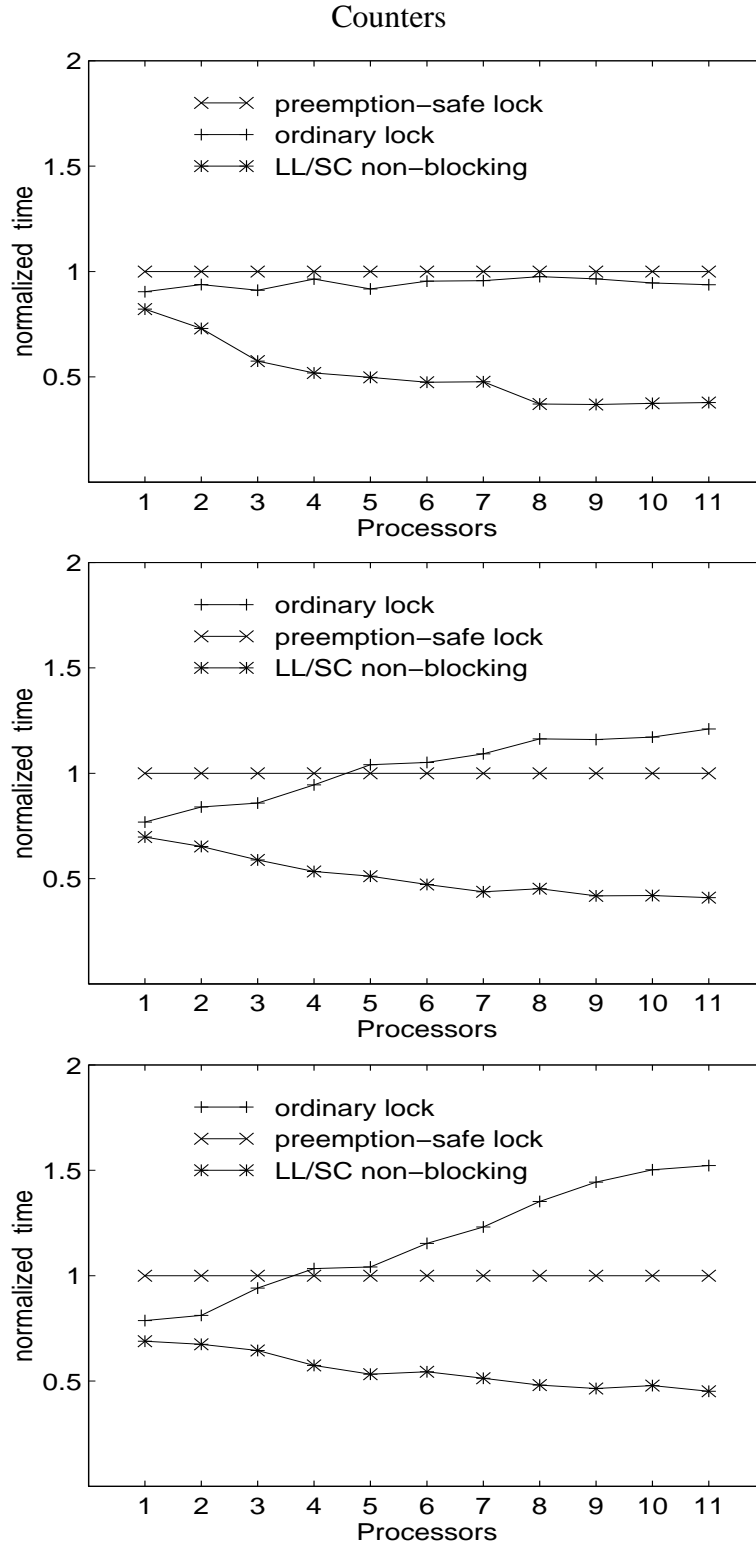 Counters
2
preemption-safe lock
ordinary lock
LL/SC non-blocking
1.5
normalized time
1
0.5
1 2 3 4 5 6 7 8 9 10 11
Processors
2
ordinary lock
preemption-safe lock
LL/SC non-blocking
1.5
normalized time
1
0.5
1 2 3 4 5 6 7 8 9 10 11
Processors
2
ordinary lock
preemption-safe lock
LL/SC non-blocking
1.5
normalized time
1
0.5
1 2 3 4 5 6 7 8 9 10 11
Processors